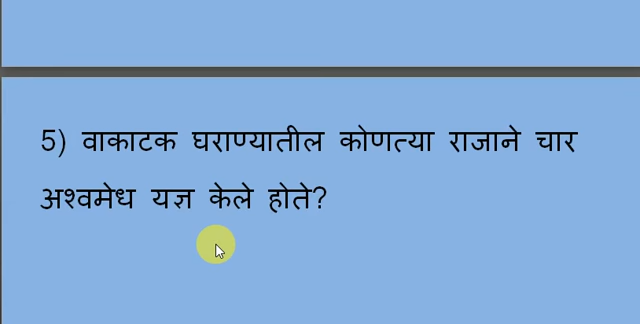 5) वाकाटक घराण्यातील कोणत्या राजाने चार
अश्वमेध यज्ञ केले होते?